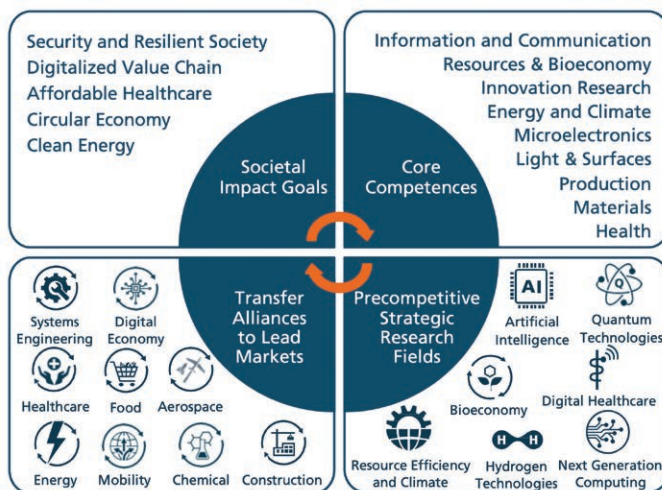 Security and Resilient Society
Digitalized Value Chain
Affordable Healthcare
Circular Economy
Clean Energy
Societal
Impact Goals
Information and Communication
Resources & Bioeconomy
Innovation Research
Energy and Climate
Microelectronics
Light & Surfaces
Production
Materials
Health
Core
Competences
Transfer
Alliances
to Lead
Markets
Systems
Engineering
Digital
Economy
Healthcare
Food
Aerospace
Energy
Mobility
Chemical
Construction
Precompetitive
Strategic
Research
Fields
AI
Artificial
Intelligence
Q
Quantum
Technologies
Bioeconomy
Digital Healthcare
Resource Efficiency
and Climate
H H
Hydrogen
Technologies
Next Generation
Computing